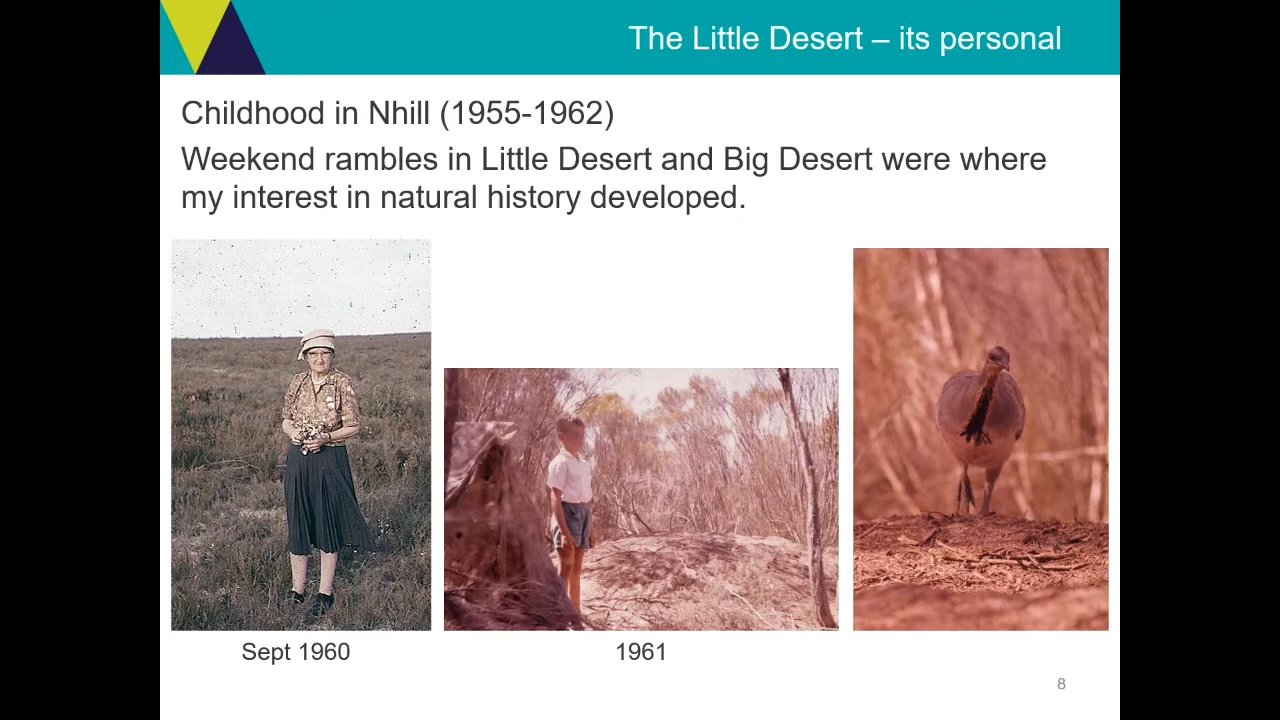 The Little Desert – its personal
Childhood in Nhill (1955-1962)
Weekend rambles in Little Desert and Big Desert were where
my interest in natural history developed.
Sept 1960
1961
8